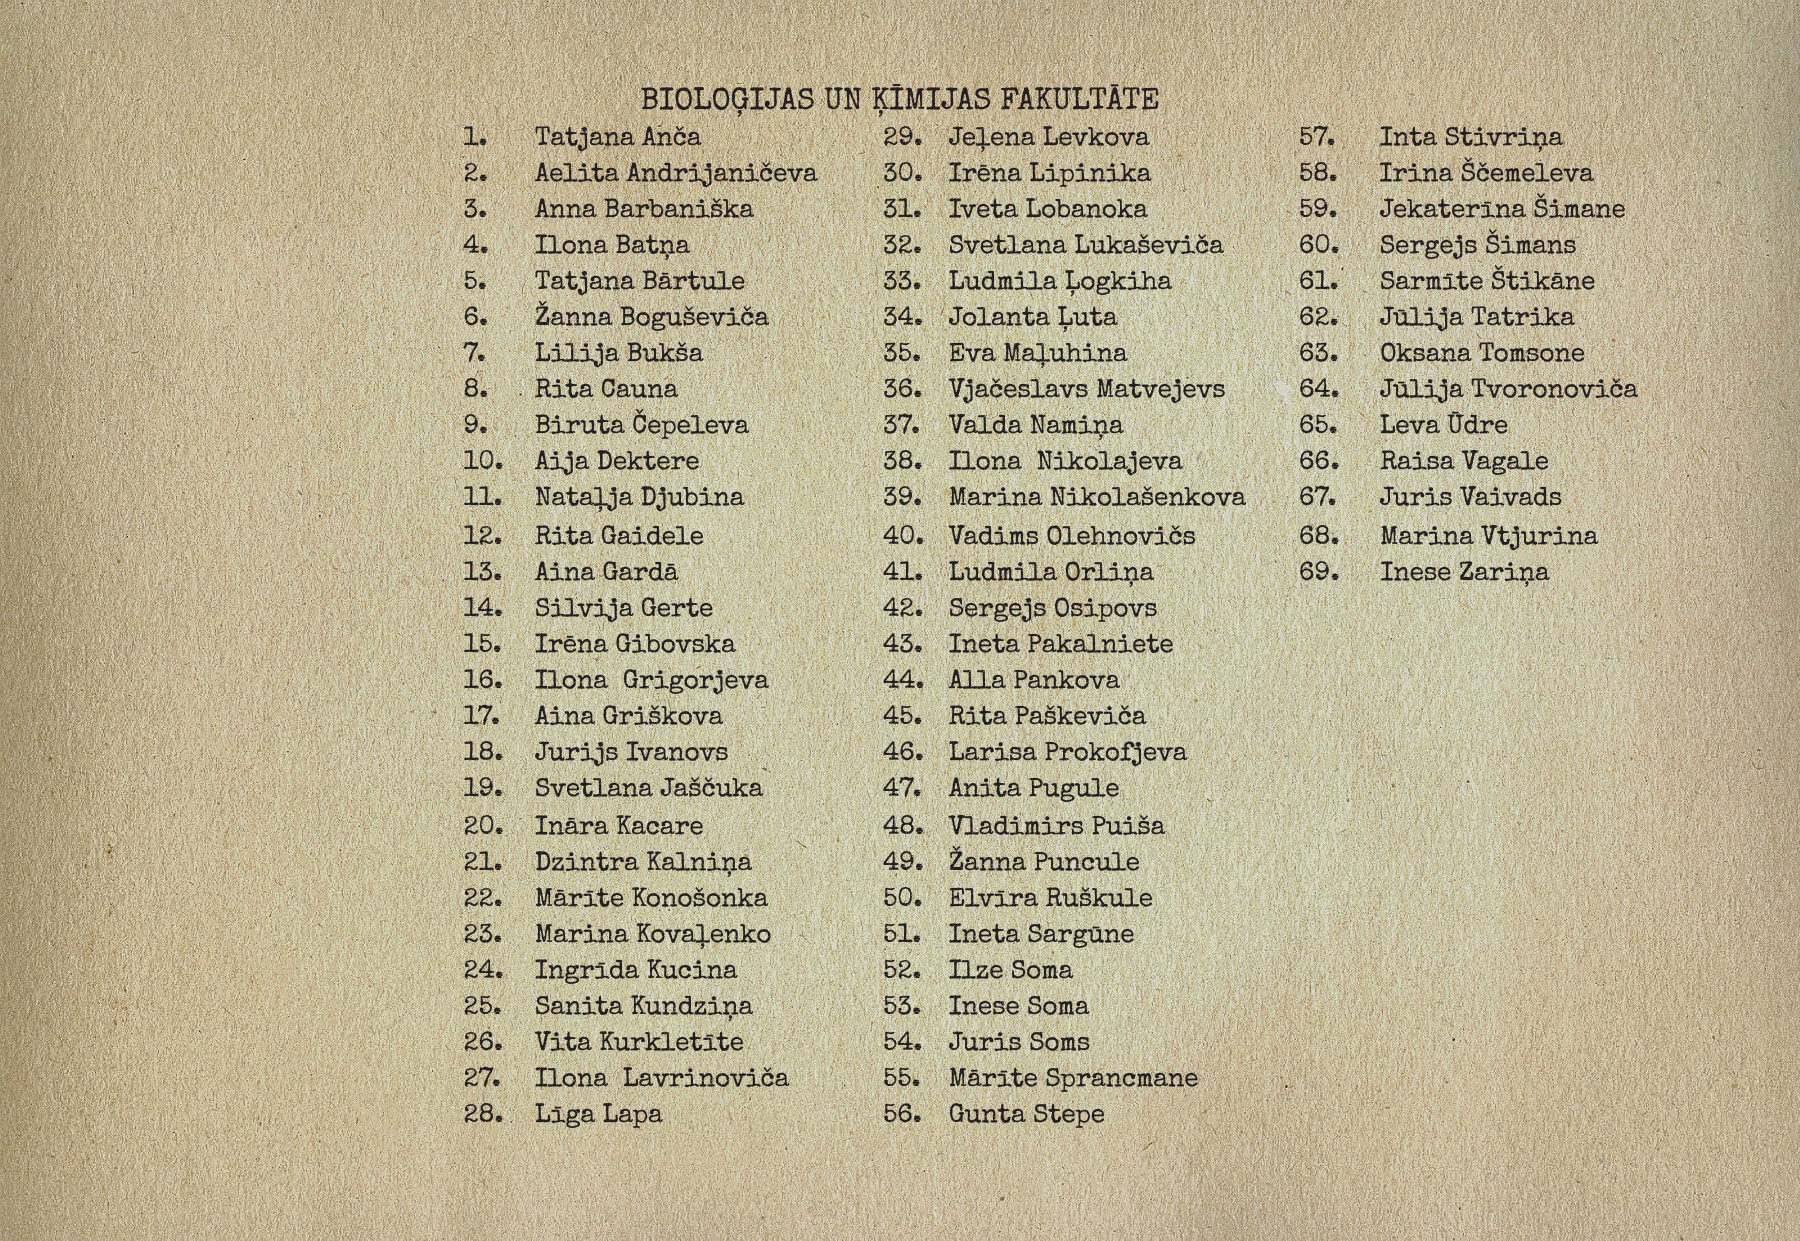 BIOLOĢIJAS UN ĶĪMIJAS FAKULTĀTE
1. Tatjana Anča
2. Aelita Andrijaničeva
3. Anna Barbaniška
4. Ilona Batņa
5. Tatjana Bārtule
6. Žanna Boguševiča
7. Lilija Bukša
8. Rita Cauna
9. Biruta Čepeleva
10. Aija Dektere
11. Nataļja Djubina
12. Rita Gaidele
13. Aina Gardā
14. Silvija Gerte
15. Irēna Gibovska
16. Ilona Grigorjeva
17. Aina Griškova
18. Jurijs Ivanovs
19. Svetlana Jaščuka
20. Ināra Kacare
21. Dzintra Kalniņa
22. Mārīte Konošonka
23. Marina Kovaļenko
24. Ingrīda Kucina
25. Sanita Kundziņa
26. Vita Kurkletīte
27. Ilona Lavrinoviča
28. Līga Lapa
29. Jeļena Levkova
30. Irēna Lipinika
31. Iveta Lobanoka
32. Svetlana Lukaševiča
33. Ludmila Ļogkiha
34. Jolanta Ļuta
35. Eva Maļuhina
36. Vjačeslavs Matvejevs
37. Valda Namiņa
38. Ilona Nikolajeva
39. Marina Nikolašenkova
40. Vadims Olehnovičs
41. Ludmila Orliņa
42. Sergejs Osipovs
43. Ineta Pakalniete
44. Alla Pankova
45. Rita Paškeviča
46. Larisa Prokofjeva
47. Anita Pugule
48. Vladimirs Puiša
49. Žanna Puncule
50. Elvīra Ruškule
51. Ineta Sargūne
52. Ilze Soma
53. Inese Soma
54. Juris Soms
55. Mārīte Sprancmane
56. Gunta Stepe
57. Inta Stivriņa
58. Irina Ščemeleva
59. Jekaterīna Šimane
60. Sergejs Šimans
61. Sarmīte Štikāne
62. Jūlija Tatrika
63. Oksana Tomsone
64. Jūlija Tvoronoviča
65. Leva Ūdre
66. Raisa Vagale
67. Juris Vaivads
68. Marina Vtjurina
69. Inese Zariņa